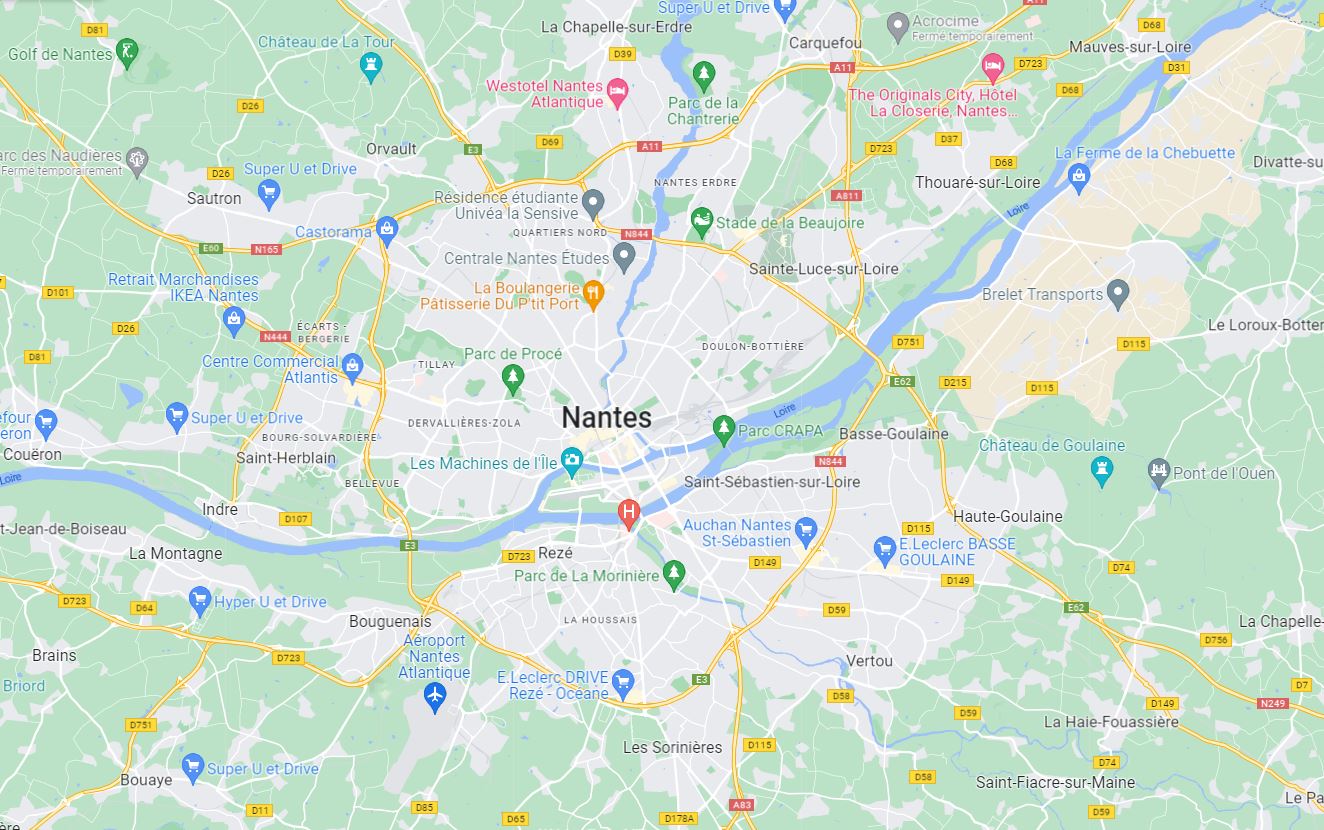 Super U et Drive
A11
D81
La Chapelle-sur-Erdre
Acrocime
Fermé temporairement
D68
Golf de Nantes
Château de La Tour
D39
Carquefou
Mauves-sur-Loire
A11
D723
D31
Westotel Nantes
Atlantique
D68
D26
Parc de la
Chantrerie
The Originals City, Hôtel
La Closerie, Nantes...
D69
D37
E3
Orvault
A11
D723
arc des Naudières
Fermé temporairement
Super U et Drive
D26
D68
La Ferme de la Chebuette
Divatte-su
NANTES ERDRE
Thouaré-sur-Loire
Sautron
Résidence étudiante
Univéa la Sensive
A811
Loire
Castorama
QUARTIERS NORD
N844
Stade de la Beaujoire
E60
N165
Centrale Nantes Études
Sainte-Luce-sur-Loire
Retrait Marchandises
IKEA Nantes
La Boulangerie
Pâtisserie Du P'tit Port
D101
Brelet Transports
D26
ÉCARTS -
BERGERIE
N444
Le Loroux-Botter
D81
DOULON-BOTTIÈRE
D751
D115
Centre Commercial
Atlantis
TILLAY
Parc de Procé
E62
D215
D115
efour
eron
Super U et Drive
DERVALLIÈRES-ZOLA
Nantes
Loire
Parc CRAPA
Basse-Goulaine
Couëron
BOURG-SOLVARDIÈRE
Saint-Herblain
Les Machines de l'Île
N844
Château de Goulaine
Pont de l'Ouen
Loire
BELLEVUE
Saint-Sébastien-sur-Loire
Indre
D107
H
Auchan Nantes
St-Sébastien
D115
Haute-Goulaine
t-Jean-de-Boiseau
La Montagne
E3
D723
Rezé
E.Leclerc BASSE
GOULAINE
D149
D74
Parc de La Morinière
D149
D723
D64
Hyper U et Drive
D59
E62
Bouguenais
LA HOUSSAIS
La Chapelle-
D756
Brains
D723
Aéroport
Nantes
Atlantique
Vertou
Briord
E.Leclerc DRIVE
Rezé - Océane
E3
D58
D7
D149
N249
D751
D59
La Haie-Fouassière
Les Sorinières
D115
D74
Bouaye
Super U et Drive
D58
Saint-Fiacre-sur-Maine
Le Pa
D11
D85
D65
D178A
A83
D59
ère